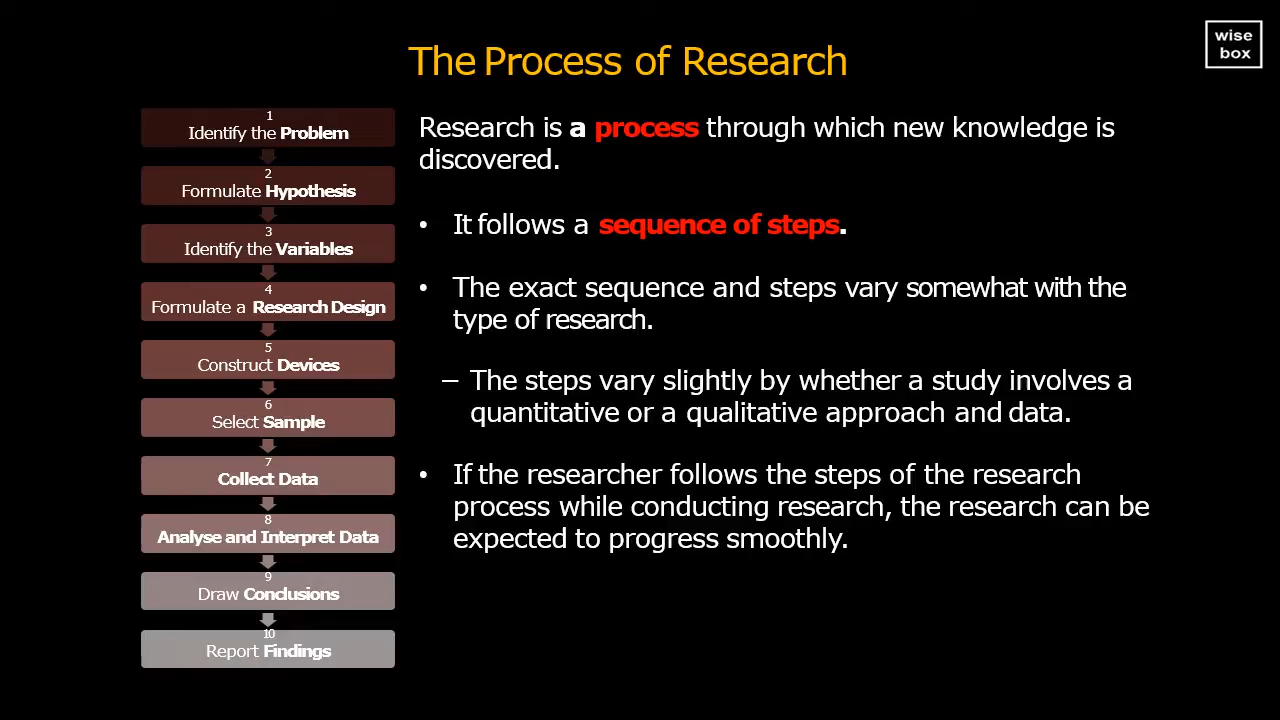 wise
box
The Process of Research
1
Identify the Problem
2
Formulate Hypothesis
3
Identify the Variables
4
Formulate a Research Design
5
Construct Devices
6
Select Sample
7
Collect Data
8
Analyse and Interpret Data
9
Draw Conclusions
10
Report Findings
Research is a process through which new knowledge is
discovered.
• It follows a sequence of steps.
• The exact sequence and steps vary somewhat with the
type of research.
– The steps vary slightly by whether a study involves a
quantitative or a qualitative approach and data.
• If the researcher follows the steps of the research
process while conducting research, the research can be
expected to progress smoothly.